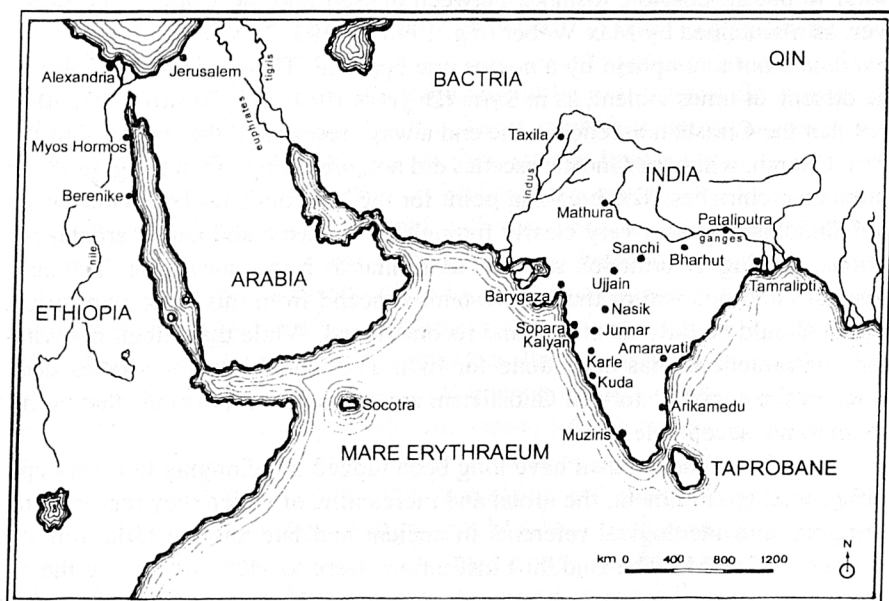 QIN
Alexandria
Jerusalem
tigris
euphrates
BACTRIA
Taxila
Myos Hormos
indus
INDIA
Berenike
Mathura
Pataliputra
ganges
nile
Sanchi
Bharhut
ARABIA
Ujjain
Tamralipti
Barygaza
ETHIOPIA
Nasik
Sopara
Junnar
Kalyan
Amaravati
Karle
Kuda
Socotra
Arikamedu
MARE ERYTHRAEUM
Muziris
TAPROBANE
km 0 400 800 1200